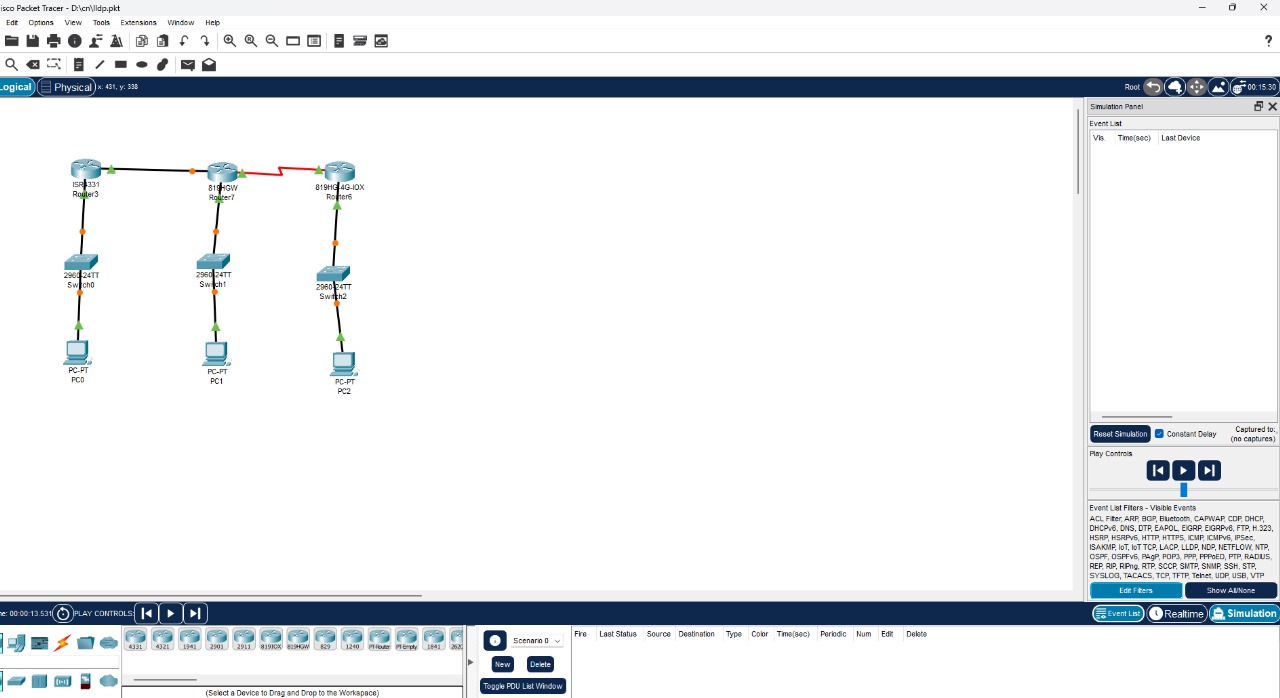 isco Packet Tracer - D:\cn\lldp.pkt
Edit Options View Tools Extensions Window Help
?
Logical Physical x: 431, y: 338 Root 00:15:30
Simulation Panel
Event List
Vis. Time(sec) Last Device
ISR4331
Router3
819HGW
Router7
819HG-4G-IOX
Router6
2960-24TT
Switch0
2960-24TT
Switch1
2960-24TT
Switch2
PC-PT
PC0
PC-PT
PC1
PC-PT
PC2
Reset Simulation Constant Delay Captured to:
(no captures)
Play Controls
Event List Filters - Visible Events
ACL Filter, ARP, BGP, Bluetooth, CAPWAP, CDP, DHCP,
DHCPv6, DNS, DTP, EAPOL, EIGRP, EIGRPv6, FTP, H.323,
HSRP, HSRPv6, HTTP, HTTPS, ICMP, ICMPv6, IPSec,
ISAKMP, IoT, IoT TCP, LACP, LLDP, NDP, NETFLOW, NTP,
OSPF, OSPFv6, PAgP, POP3, PPP, PPPoED, PTP, RADIUS,
REP, RIP, RIPng, RTP, SCCP, SMTP, SNMP, SSH, STP,
SYSLOG, TACACS, TCP, TFTP, Telnet, UDP, USB, VTP
Edit Filters Show All/None
ne: 00:00:13.531 PLAY CONTROLS: Event List Realtime Simulation
4331 4321 1941 2901 2911 819IOX 819HGW 829 1240 PT-Router PT-Empty 1841 262
Scenario 0
New Delete
Toggle PDU List Window
Fire Last Status Source Destination Type Color Time(sec) Periodic Num Edit Delete
(Select a Device to Drag and Drop to the Workspace)